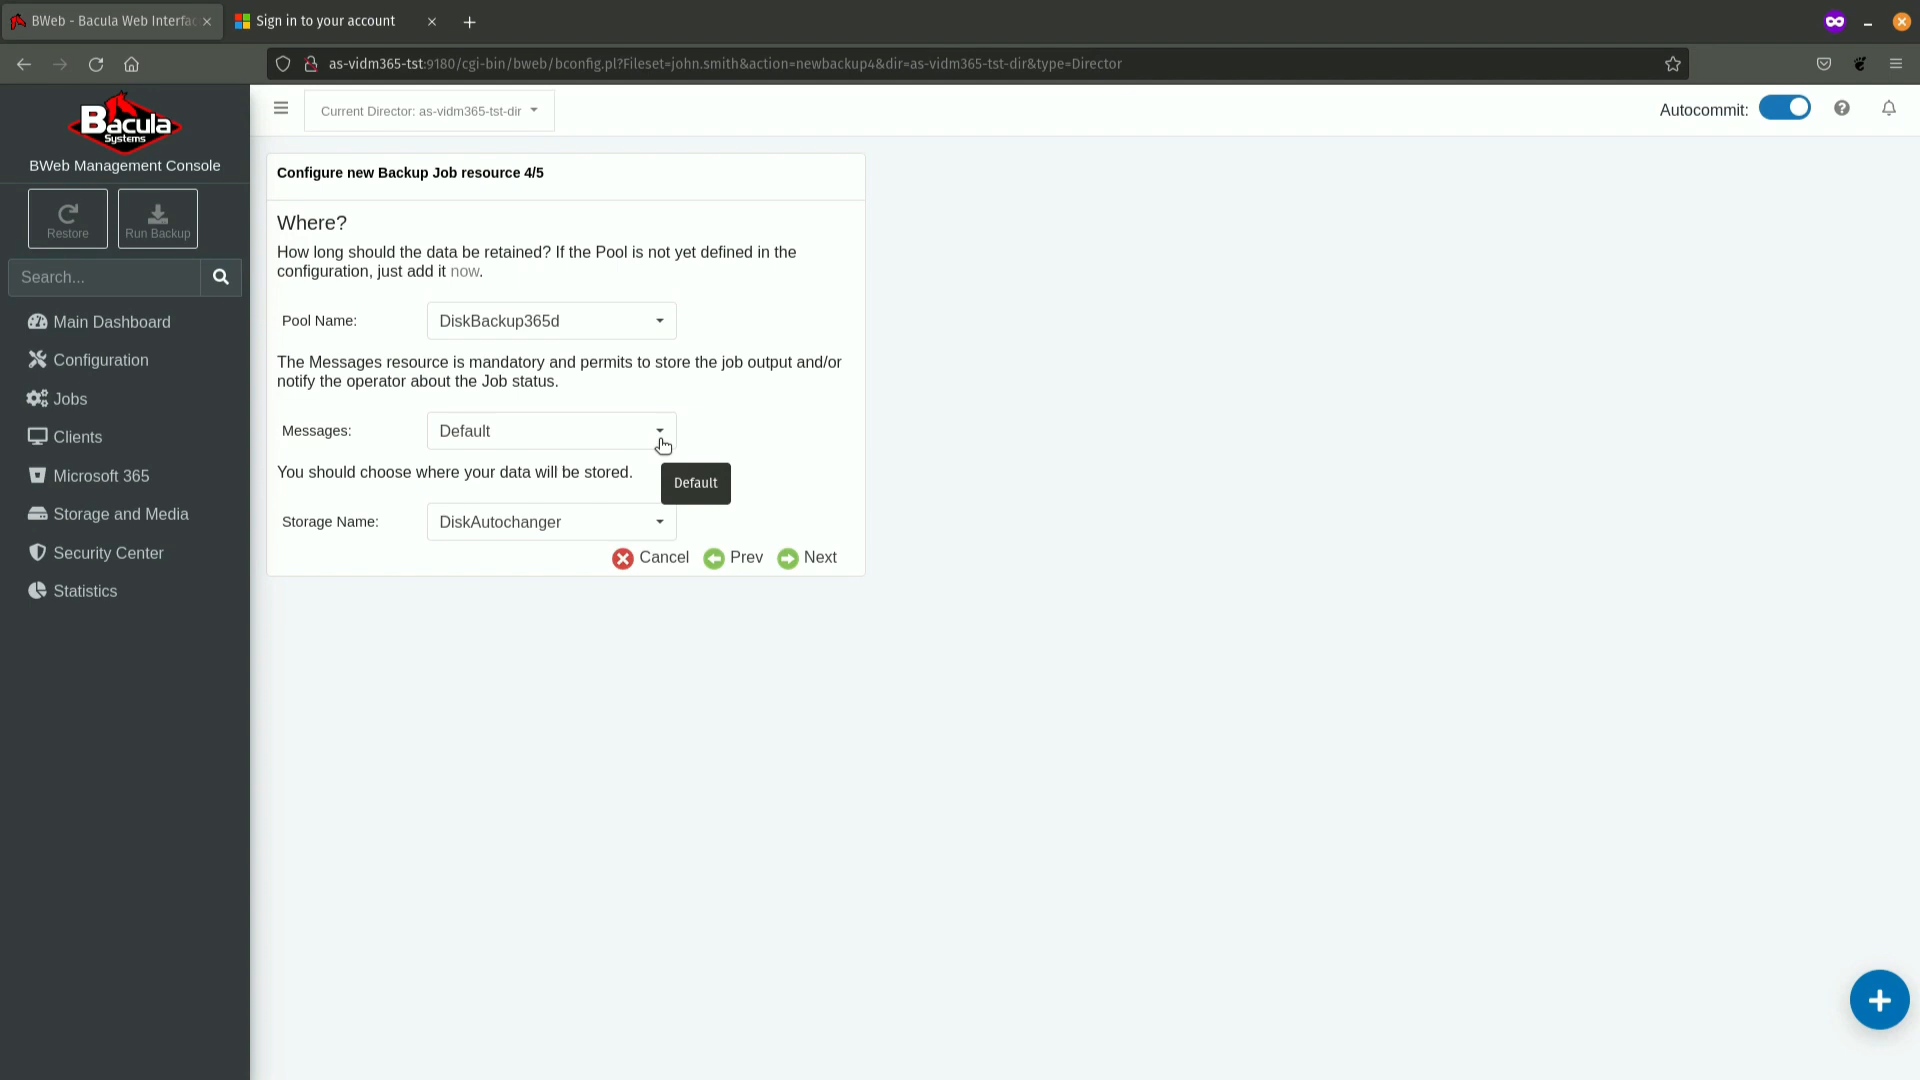 BWeb - Bacula Web Interfac
Sign in to your account
as-vidm365-tst:9180/cgi-bin/bweb/bconfig.pl?Fileset=john.smith&action=newbackup4&dir=as-vidm365-tst-dir&type=Director
Bacula
Systems
BWeb Management Console
Restore
Run Backup
Search...
Main Dashboard
Configuration
Jobs
Clients
Microsoft 365
Storage and Media
Security Center
Statistics
Current Director: as-vidm365-tst-dir
Autocommit:
Configure new Backup Job resource 4/5
Where?
How long should the data be retained? If the Pool is not yet defined in the
configuration, just add it now.
Pool Name: DiskBackup365d
The Messages resource is mandatory and permits to store the job output and/or
notify the operator about the Job status.
Messages: Default
You should choose where your data will be stored.
Default
Storage Name: DiskAutochanger
Cancel Prev Next